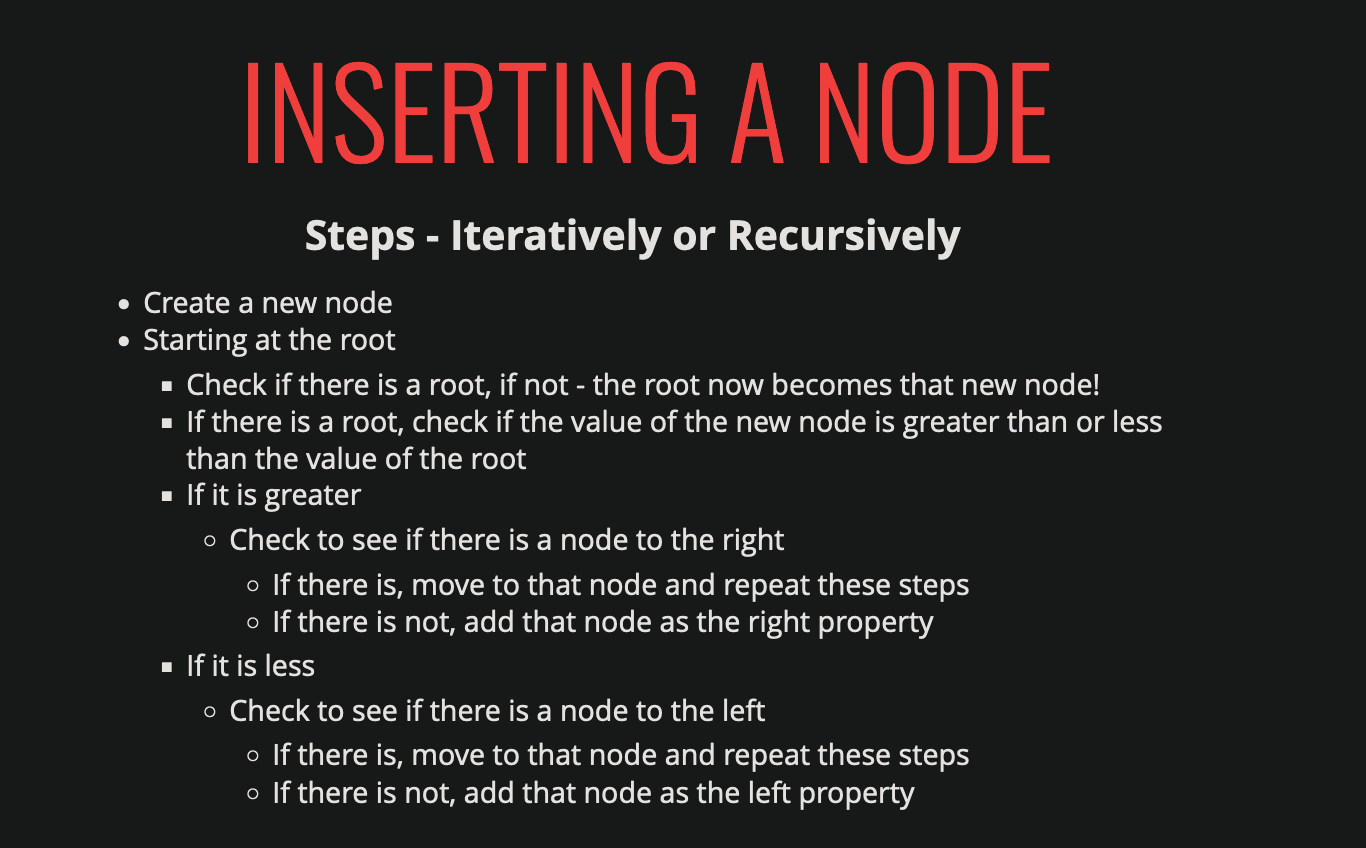 INSERTING A NODE
Steps - Iteratively or Recursively
Create a new node
Starting at the root
Check if there is a root, if not - the root now becomes that new node!
If there is a root, check if the value of the new node is greater than or less
than the value of the root
If it is greater
Check to see if there is a node to the right
If there is, move to that node and repeat these steps
If there is not, add that node as the right property
If it is less
Check to see if there is a node to the left
If there is, move to that node and repeat these steps
If there is not, add that node as the left property